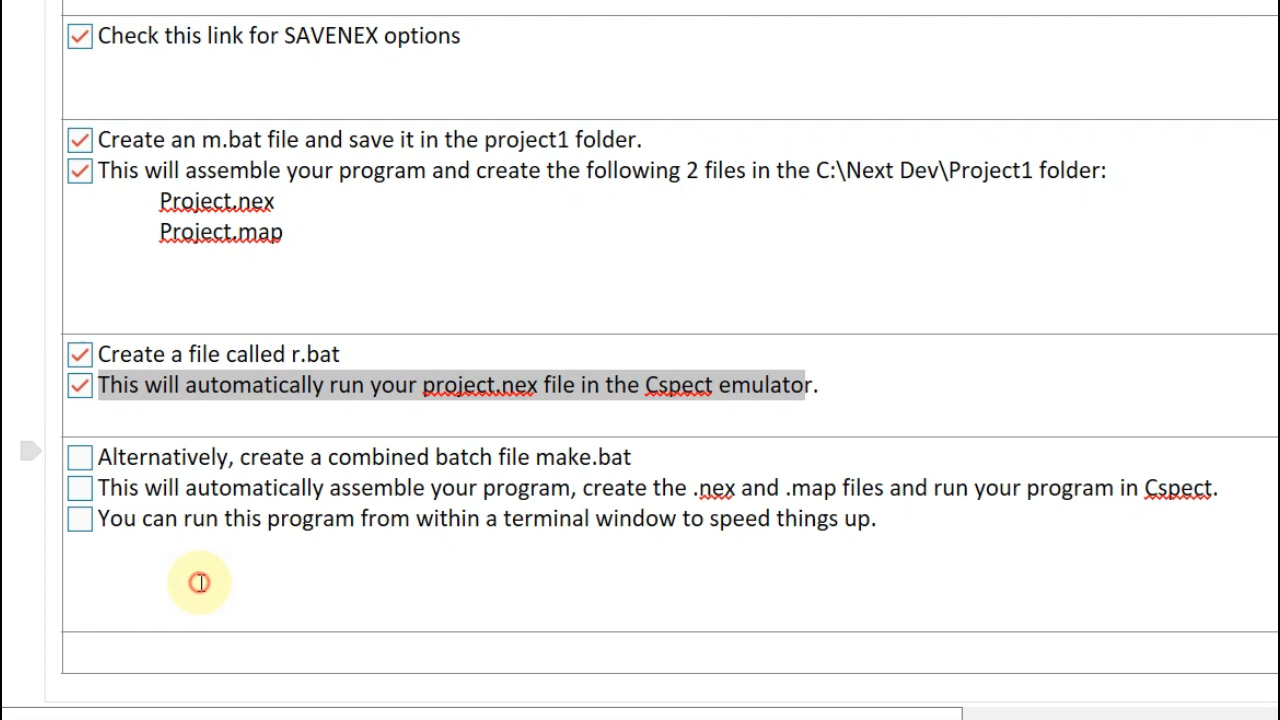 Check this link for SAVENEX options
Create an m.bat file and save it in the project1 folder.
This will assemble your program and create the following 2 files in the C:\Next Dev\Project1 folder:
Project.nex
Project.map
Create a file called r.bat
This will automatically run your project.nex file in the Cspect emulator.
Alternatively, create a combined batch file make.bat
This will automatically assemble your program, create the .nex and .map files and run your program in Cspect.
You can run this program from within a terminal window to speed things up.